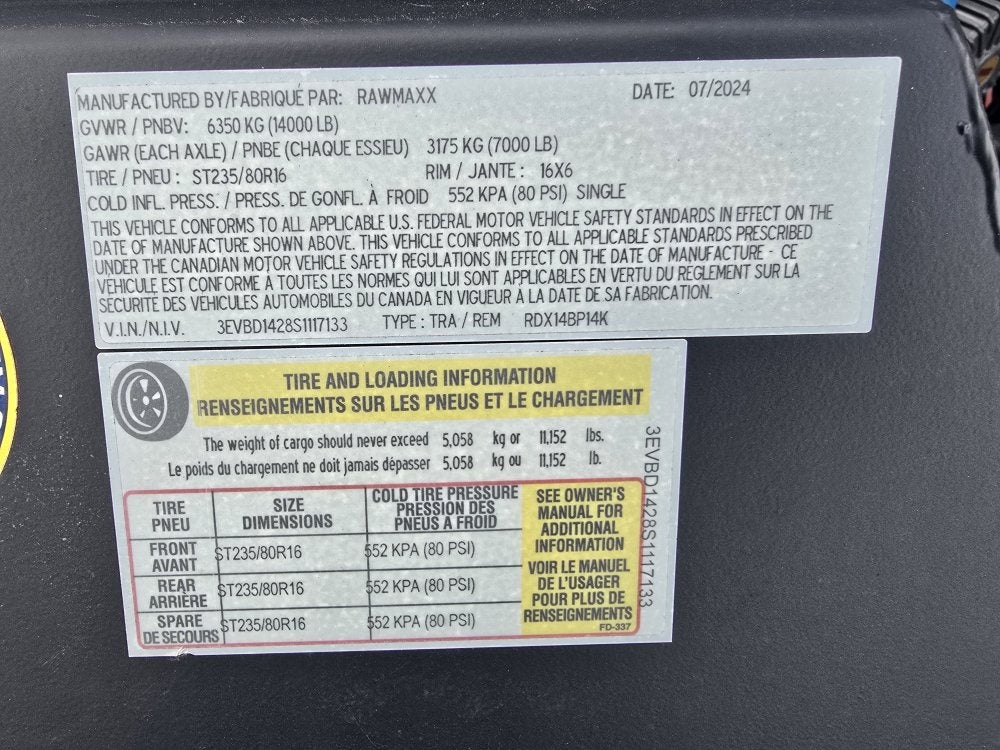 MANUFACTURED BY/FABRIQUÉ PAR: RAWMAXX DATE: 07/2024
GVWR / PNBV: 6350 KG (14000 LB)
GAWR (EACH AXLE) / PNBE (CHAQUE ESSIEU) 3175 KG (7000 LB)
TIRE / PNEU : ST235/80R16 RIM / JANTE : 16X6
COLD INFL. PRESS. / PRESS. DE GONFL. À FROID 552 KPA (80 PSI) SINGLE
THIS VEHICLE CONFORMS TO ALL APPLICABLE U.S. FEDERAL MOTOR VEHICLE SAFETY STANDARDS IN EFFECT ON THE
DATE OF MANUFACTURE SHOWN ABOVE. THIS VEHICLE CONFORMS TO ALL APPLICABLE STANDARDS PRESCRIBED
UNDER THE CANADIAN MOTOR VEHICLE SAFETY REGULATIONS IN EFFECT ON THE DATE OF MANUFACTURE - CE
VÉHICULE EST CONFORME À TOUTES LES NORMES QUI LUI SONT APPLICABLES EN VERTU DU RÈGLEMENT SUR LA
SÉCURITÉ DES VÉHICULES AUTOMOBILES DU CANADA EN VIGUEUR À LA DATE DE SA FABRICATION.
V.I.N./N.I.V. 3EVBD1428S1117133 TYPE : TRA / REM RDX14BP14K
TIRE AND LOADING INFORMATION
RENSEIGNEMENTS SUR LES PNEUS ET LE CHARGEMENT
The weight of cargo should never exceed 5,058 kg or 11,152 lbs.
Le poids du chargement ne doit jamais dépasser 5,058 kg ou 11,152 lb.
TIRE
PNEU
SIZE
DIMENSIONS
COLD TIRE PRESSURE
PRESSION DES
PNEUS A FROID
FRONT
AVANT
ST235/80R16
552 KPA (80 PSI)
REAR
ARRIÈRE
ST235/80R16
552 KPA (80 PSI)
SPARE
DE SECOURS
ST235/80R16
552 KPA (80 PSI)
SEE OWNER'S
MANUAL FOR
ADDITIONAL
INFORMATION
VOIR LE MANUEL
DE L'USAGER
POUR PLUS DE
RENSEIGNEMENTS
FD-337
3EVBD1428S1117133